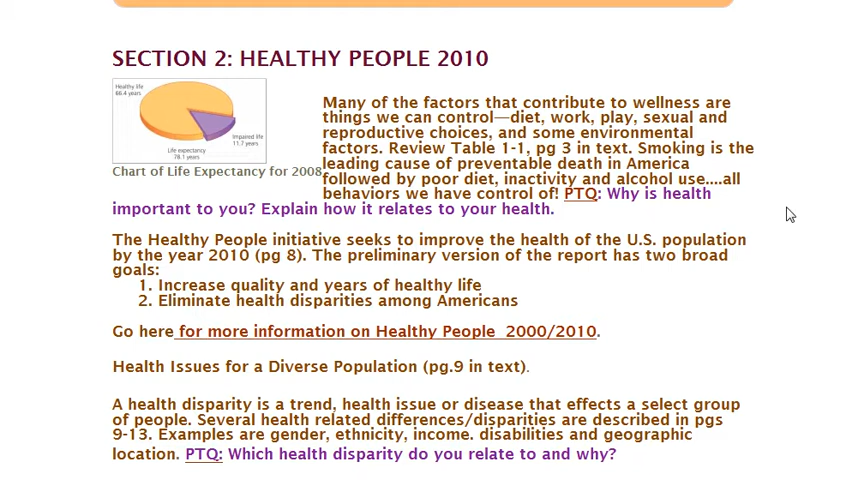 SECTION 2: HEALTHY PEOPLE 2010
Healthy life
66.4 years
Impaired life
11.7 years
Life expectancy
78.1 years
Chart of Life Expectancy for 2008
Many of the factors that contribute to wellness are
things we can control—diet, work, play, sexual and
reproductive choices, and some environmental
factors. Review Table 1-1, pg 3 in text. Smoking is the
leading cause of preventable death in America
followed by poor diet, inactivity and alcohol use....all
behaviors we have control of! PTQ: Why is health
important to you? Explain how it relates to your health.
The Healthy People initiative seeks to improve the health of the U.S. population
by the year 2010 (pg 8). The preliminary version of the report has two broad
goals:
1. Increase quality and years of healthy life
2. Eliminate health disparities among Americans
Go here for more information on Healthy People 2000/2010.
Health Issues for a Diverse Population (pg.9 in text).
A health disparity is a trend, health issue or disease that effects a select group
of people. Several health related differences/disparities are described in pgs
9-13. Examples are gender, ethnicity, income. disabilities and geographic
location. PTQ: Which health disparity do you relate to and why?